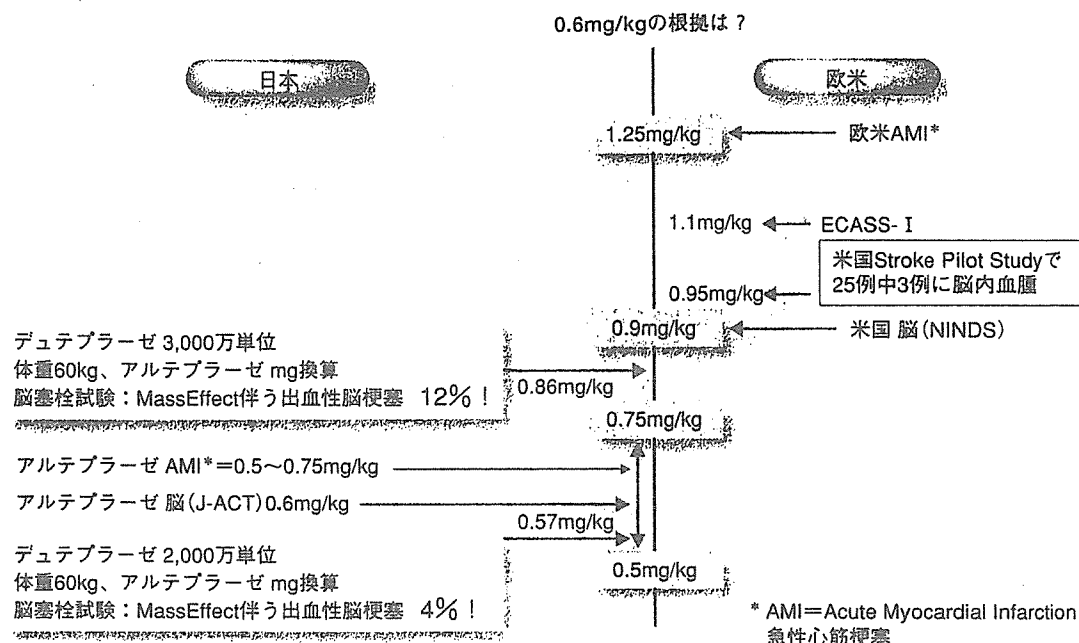 0.6mg/kgの根拠は？
日本
欧米
1.25mg/kg
欧米AMI*
1.1mg/kg
ECASS-Ⅰ
米国Stroke Pilot Studyで
25例中3例に脳内血腫
0.95mg/kg
0.9mg/kg
米国 脳（NINDS）
デュテプラーゼ 3,000万単位
体重60kg、アルテプラーゼ mg換算
脳塞栓試験：MassEffect伴う出血性脳梗塞 12%！
0.86mg/kg
0.75mg/kg
アルテプラーゼ AMI*＝0.5〜0.75mg/kg
アルテプラーゼ 脳（J-ACT）0.6mg/kg
0.57mg/kg
デュテプラーゼ 2,000万単位
体重60kg、アルテプラーゼ mg換算
脳塞栓試験：MassEffect伴う出血性脳梗塞 4%！
0.5mg/kg
* AMI＝Acute Myocardial Infarction
急性心筋梗塞